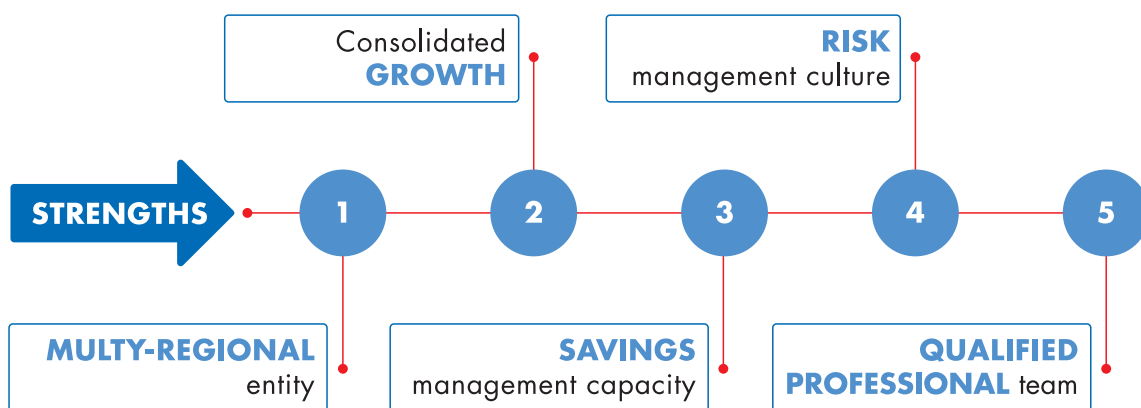 Consolidated
GROWTH
RISK
management culture
STRENGTHS
1
2
3
4
5
MULTY-REGIONAL
entity
SAVINGS
management capacity
QUALIFIED
PROFESSIONAL team